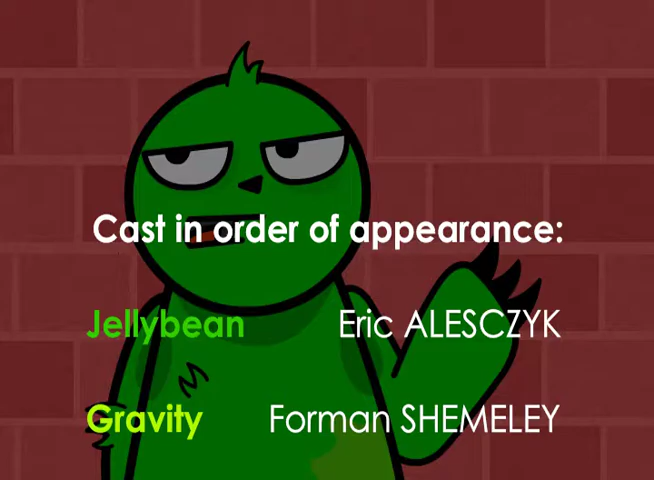 Cast in order of appearance:
Jellybean Eric ALESCZYK
Gravity Forman SHEMELEY